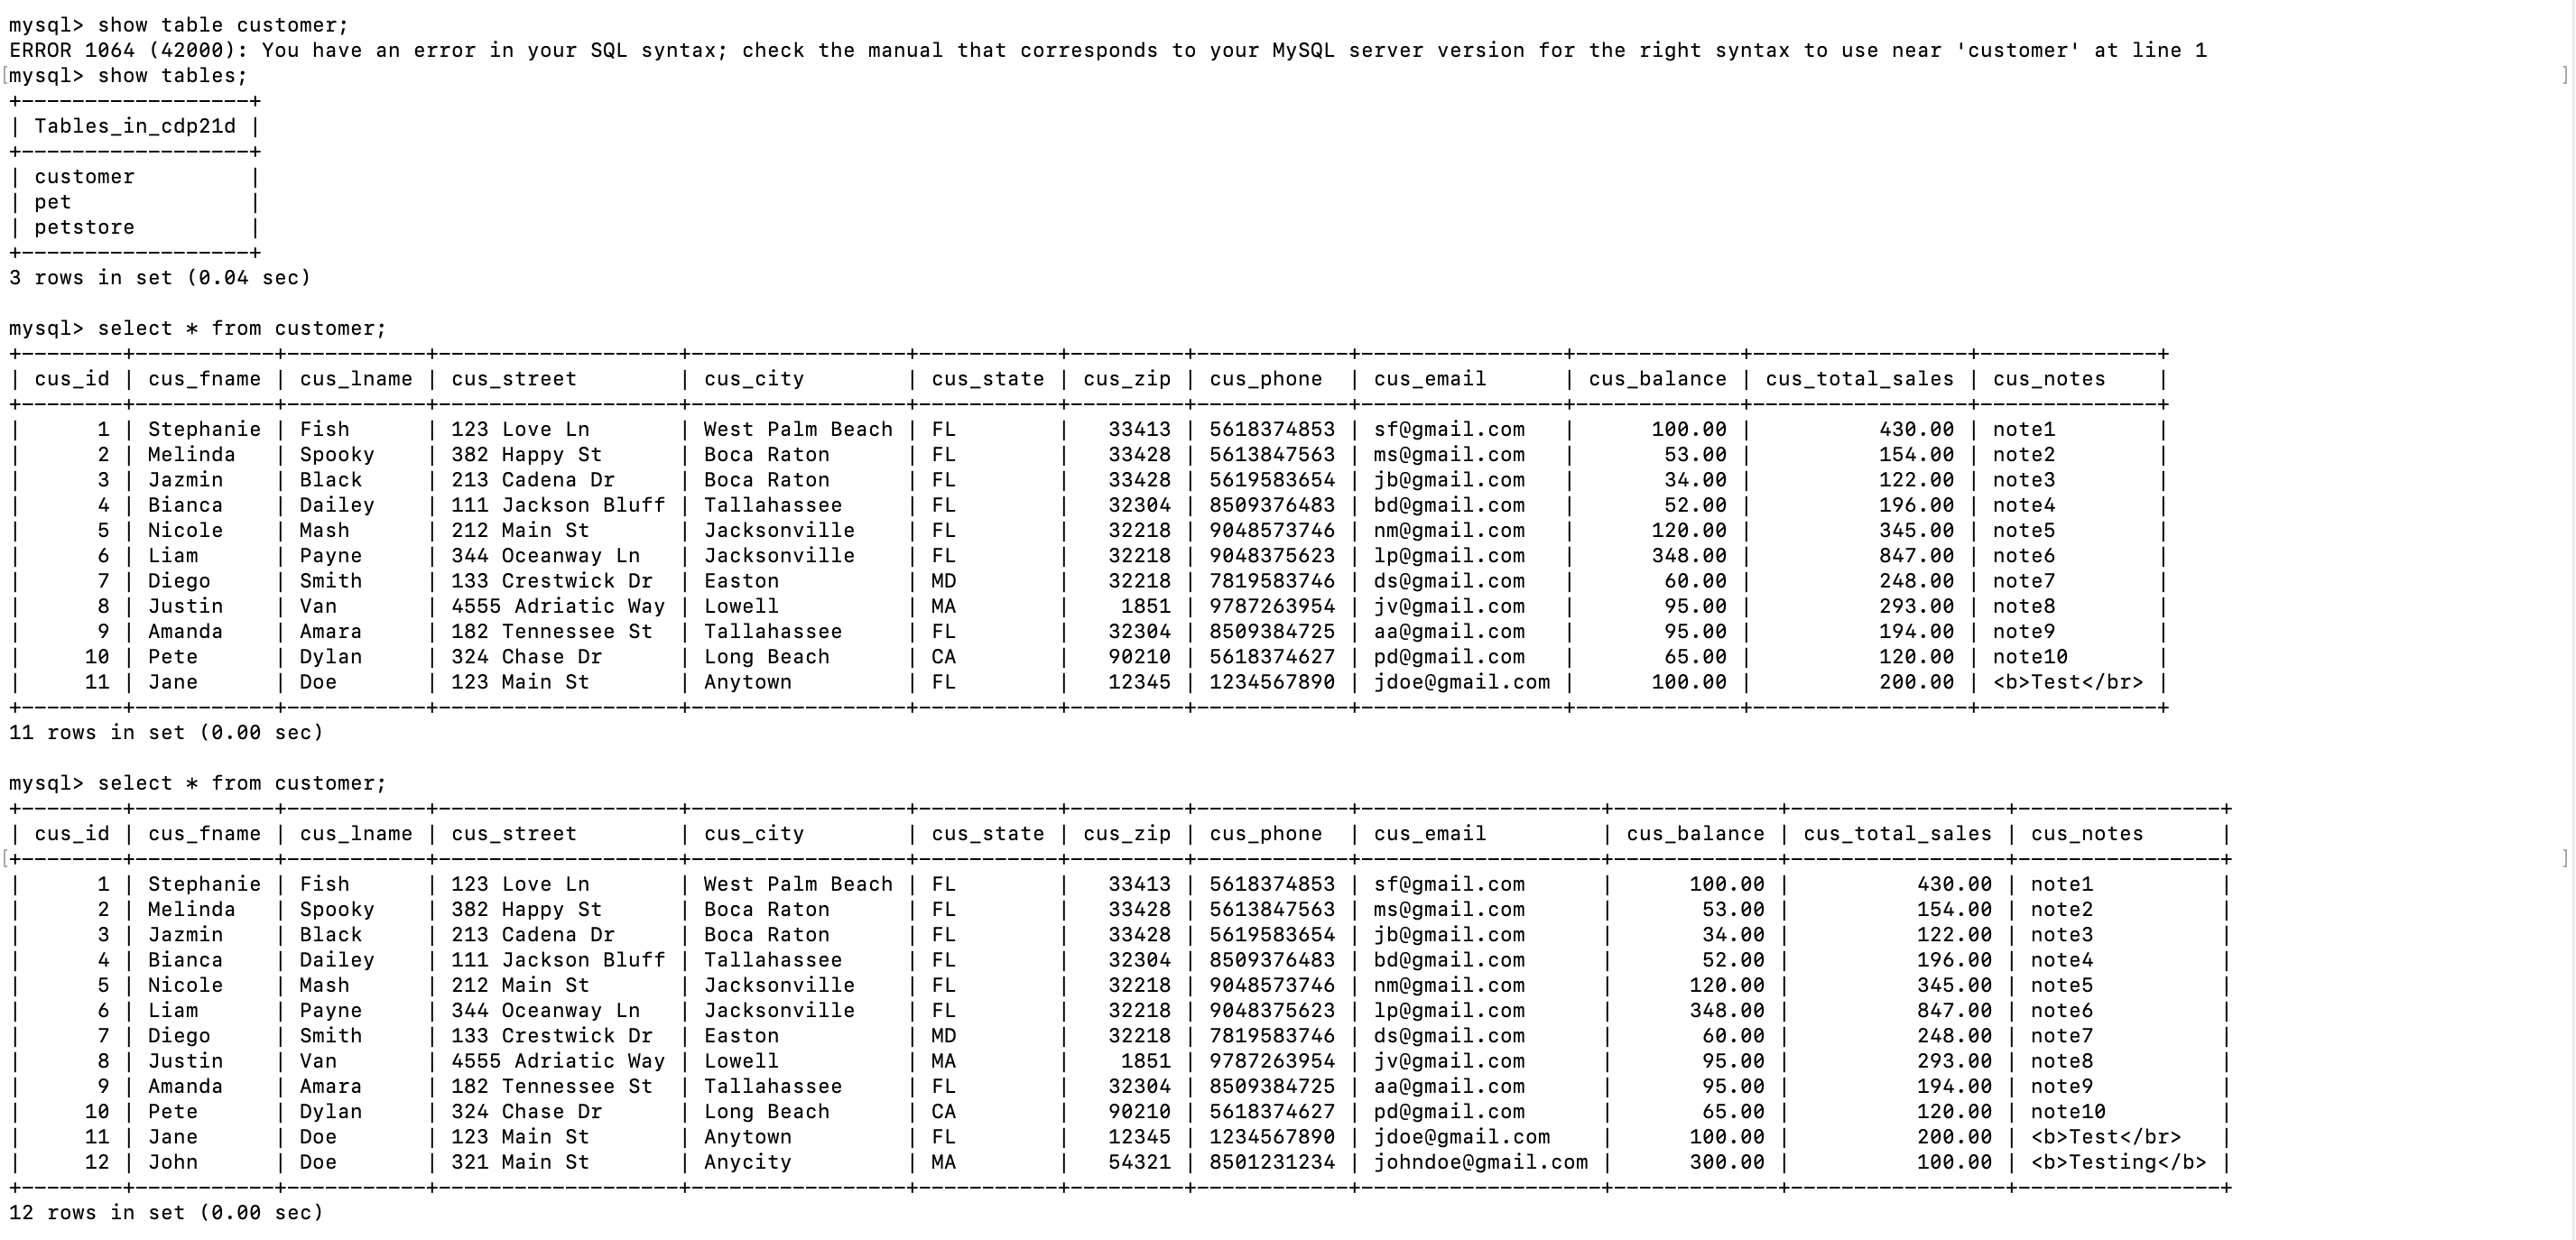 mysql> show table customer;
ERROR 1064 (42000): You have an error in your SQL syntax; check the manual that corresponds to your MySQL server version for the right syntax to use near 'customer' at line 1
[mysql> show tables; ]
+------------------+
| Tables_in_cdp21d |
+------------------+
| customer         |
| pet              |
| petstore         |
+------------------+
3 rows in set (0.04 sec)

mysql> select * from customer;
+--------+-----------+-----------+-------------------+----------------+-----------+---------+------------+----------------+-------------+-----------------+--------------+
| cus_id | cus_fname | cus_lname | cus_street        | cus_city       | cus_state | cus_zip | cus_phone  | cus_email      | cus_balance | cus_total_sales | cus_notes    |
+--------+-----------+-----------+-------------------+----------------+-----------+---------+------------+----------------+-------------+-----------------+--------------+
|      1 | Stephanie | Fish      | 123 Love Ln       | West Palm Beach | FL        |   33413 | 5618374853 | sf@gmail.com   |      100.00 |          430.00 | note1        |
|      2 | Melinda   | Spooky    | 382 Happy St      | Boca Raton     | FL        |   33428 | 5613847563 | ms@gmail.com   |       53.00 |          154.00 | note2        |
|      3 | Jazmin    | Black     | 213 Cadena Dr     | Boca Raton     | FL        |   33428 | 5619583654 | jb@gmail.com   |       34.00 |          122.00 | note3        |
|      4 | Bianca    | Dailey    | 111 Jackson Bluff | Tallahassee    | FL        |   32304 | 8509376483 | bd@gmail.com   |       52.00 |          196.00 | note4        |
|      5 | Nicole    | Mash      | 212 Main St       | Jacksonville   | FL        |   32218 | 9048573746 | nm@gmail.com   |      120.00 |          345.00 | note5        |
|      6 | Liam      | Payne     | 344 Oceanway Ln   | Jacksonville   | FL        |   32218 | 9048375623 | lp@gmail.com   |      348.00 |          847.00 | note6        |
|      7 | Diego     | Smith     | 133 Crestwick Dr  | Easton         | MD        |   32218 | 7819583746 | ds@gmail.com   |       60.00 |          248.00 | note7        |
|      8 | Justin    | Van       | 4555 Adriatic Way | Lowell         | MA        |    1851 | 9787263954 | jv@gmail.com   |       95.00 |          293.00 | note8        |
|      9 | Amanda    | Amara     | 182 Tennessee St  | Tallahassee    | FL        |   32304 | 8509384725 | aa@gmail.com   |       95.00 |          194.00 | note9        |
|     10 | Pete      | Dylan     | 324 Chase Dr      | Long Beach     | CA        |   90210 | 5618374627 | pd@gmail.com   |       65.00 |          120.00 | note10       |
|     11 | Jane      | Doe       | 123 Main St       | Anytown        | FL        |   12345 | 1234567890 | jdoe@gmail.com |      100.00 |          200.00 | <b>Test</br> |
+--------+-----------+-----------+-------------------+----------------+-----------+---------+------------+----------------+-------------+-----------------+--------------+
11 rows in set (0.00 sec)

mysql> select * from customer;
+--------+-----------+-----------+-------------------+----------------+-----------+---------+------------+-------------------+-------------+-----------------+----------------+
| cus_id | cus_fname | cus_lname | cus_street        | cus_city       | cus_state | cus_zip | cus_phone  | cus_email         | cus_balance | cus_total_sales | cus_notes      |
[+--------+-----------+-----------+-------------------+----------------+-----------+---------+------------+-------------------+-------------+-----------------+----------------+ ]
|      1 | Stephanie | Fish      | 123 Love Ln       | West Palm Beach | FL        |   33413 | 5618374853 | sf@gmail.com      |      100.00 |          430.00 | note1          |
|      2 | Melinda   | Spooky    | 382 Happy St      | Boca Raton     | FL        |   33428 | 5613847563 | ms@gmail.com      |       53.00 |          154.00 | note2          |
|      3 | Jazmin    | Black     | 213 Cadena Dr     | Boca Raton     | FL        |   33428 | 5619583654 | jb@gmail.com      |       34.00 |          122.00 | note3          |
|      4 | Bianca    | Dailey    | 111 Jackson Bluff | Tallahassee    | FL        |   32304 | 8509376483 | bd@gmail.com      |       52.00 |          196.00 | note4          |
|      5 | Nicole    | Mash      | 212 Main St       | Jacksonville   | FL        |   32218 | 9048573746 | nm@gmail.com      |      120.00 |          345.00 | note5          |
|      6 | Liam      | Payne     | 344 Oceanway Ln   | Jacksonville   | FL        |   32218 | 9048375623 | lp@gmail.com      |      348.00 |          847.00 | note6          |
|      7 | Diego     | Smith     | 133 Crestwick Dr  | Easton         | MD        |   32218 | 7819583746 | ds@gmail.com      |       60.00 |          248.00 | note7          |
|      8 | Justin    | Van       | 4555 Adriatic Way | Lowell         | MA        |    1851 | 9787263954 | jv@gmail.com      |       95.00 |          293.00 | note8          |
|      9 | Amanda    | Amara     | 182 Tennessee St  | Tallahassee    | FL        |   32304 | 8509384725 | aa@gmail.com      |       95.00 |          194.00 | note9          |
|     10 | Pete      | Dylan     | 324 Chase Dr      | Long Beach     | CA        |   90210 | 5618374627 | pd@gmail.com      |       65.00 |          120.00 | note10         |
|     11 | Jane      | Doe       | 123 Main St       | Anytown        | FL        |   12345 | 1234567890 | jdoe@gmail.com    |      100.00 |          200.00 | <b>Test</br>   |
|     12 | John      | Doe       | 321 Main St       | Anycity        | MA        |   54321 | 8501231234 | johndoe@gmail.com |      300.00 |          100.00 | <b>Testing</b> |
+--------+-----------+-----------+-------------------+----------------+-----------+---------+------------+-------------------+-------------+-----------------+----------------+
12 rows in set (0.00 sec)